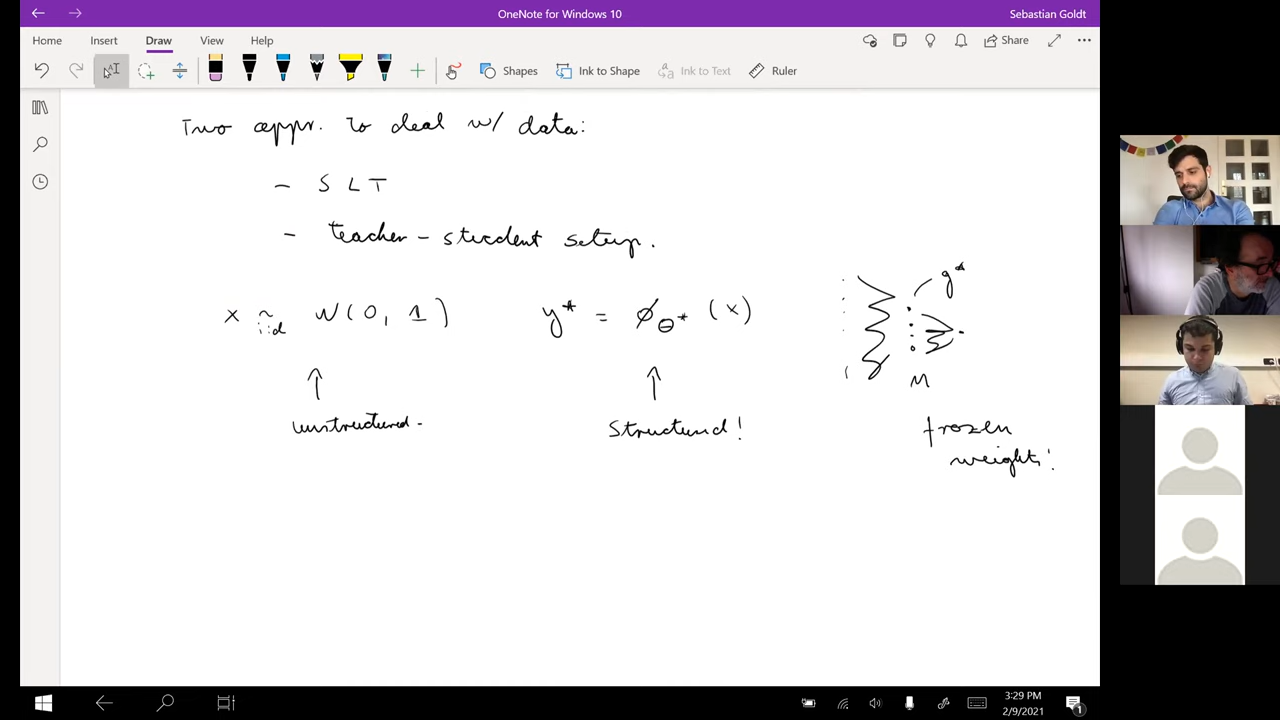 OneNote for Windows 10
Sebastian Goldt
Home Insert Draw View Help
Share
Shapes Ink to Shape Ink to Text Ruler
Two appr. to deal w/ data:
- SLT
- teacher - student setup.
x ~ iid N(0, 1) y* = φθ* (x)
g*
M
unstructured. Structured!
frozen
weights!
3:29 PM
2/9/2021
1